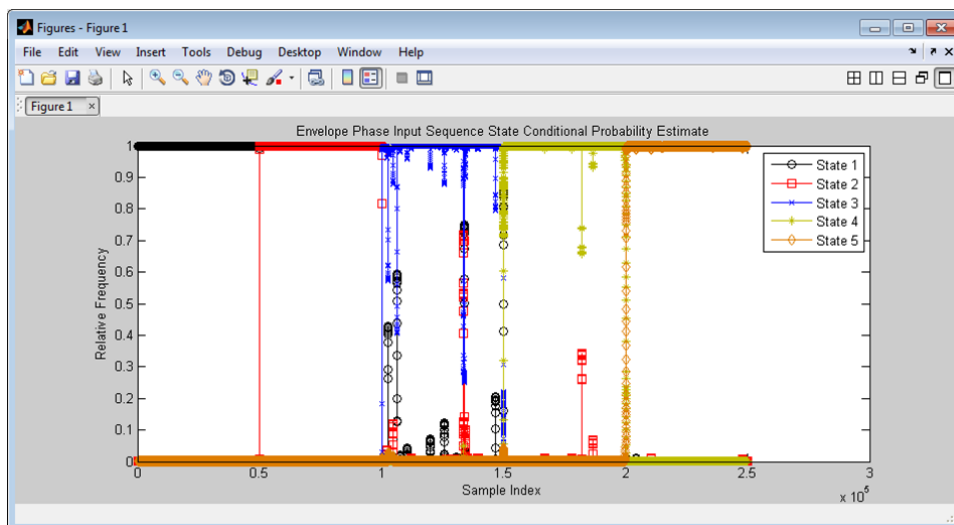 Figures - Figure 1
File Edit View Insert Tools Debug Desktop Window Help
Figure 1
Envelope Phase Input Sequence State Conditional Probability Estimate
1
0.9
0.8
0.7
0.6
0.5
0.4
0.3
0.2
0.1
0
Relative Frequency
State 1
State 2
State 3
State 4
State 5
0 0.5 1 1.5 2 2.5 3
Sample Index
x 10^5